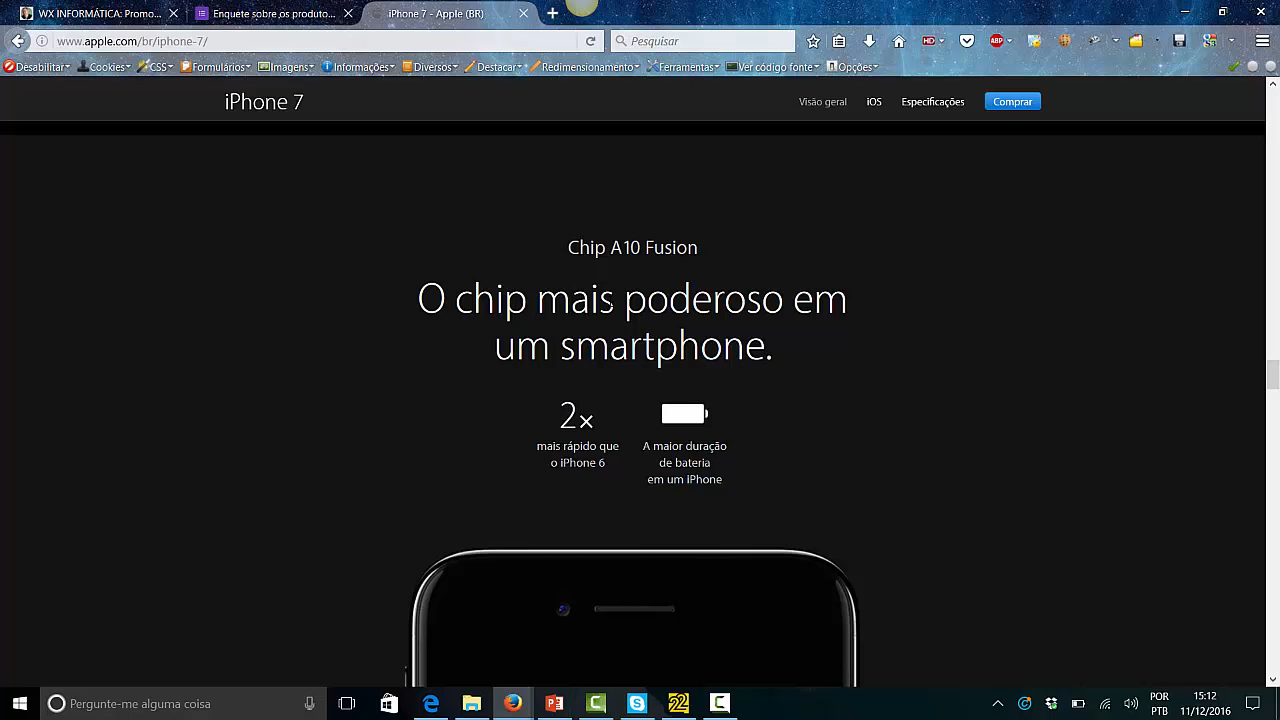 WX INFORMÁTICA: Promo...
Enquete sobre os produto...
iPhone 7 - Apple (BR)
www.apple.com/br/iphone-7/
Pesquisar
HD
ABP
Desabilitar
Cookies
CSS
Formulários
Imagens
Informações
Diversos
Destacar
Redimensionamento
Ferramentas
Ver código fonte
Opções
iPhone 7
Visão geral
iOS
Especificações
Comprar
Chip A10 Fusion
O chip mais poderoso em
um smartphone.
2x
mais rápido que
o iPhone 6
A maior duração
de bateria
em um iPhone
Pergunte-me alguma coisa
22
POR
PTB
15:12
11/12/2016